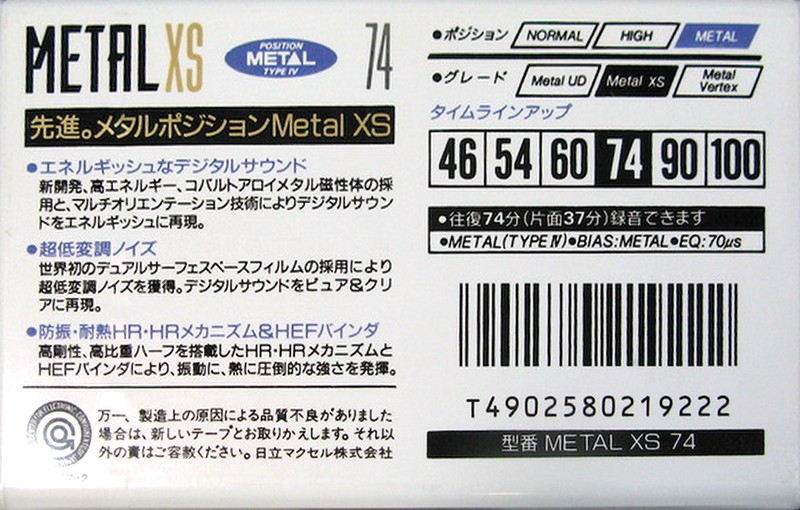 METAL XS
POSITION
METAL
TYPE IV
74
先進。メタルポジションMetal XS
●エネルギッシュなデジタルサウンド
新開発、高エネルギー、コバルトアロイメタル磁性体の採
用と、マルチオリエンテーション技術によりデジタルサウン
ドをエネルギッシュに再現。
●超低変調ノイズ
世界初のデュアルサーフェスベースフィルムの採用により
超低変調ノイズを獲得。デジタルサウンドをピュア&クリ
アに再現。
●防振・耐熱HR・HRメカニズム&HEFバインダ
高剛性、高比重ハーフを搭載したHR・HRメカニズムと
HEFバインダにより、振動に、熱に圧倒的な強さを発揮。
万一、製造上の原因による品質不良がありました
場合は、新しいテープとお取りかえします。それ以
外の責はご容赦ください。日立マクセル株式会社
●ポジション NORMAL HIGH METAL
●グレード Metal UD Metal XS Metal Vertex
タイムラインアップ
46 54 60 74 90 100
●往復74分(片面37分)録音できます
●METAL(TYPE Ⅳ)●BIAS:METAL●EQ:70μs
T4902580219222
型番 METAL XS 74